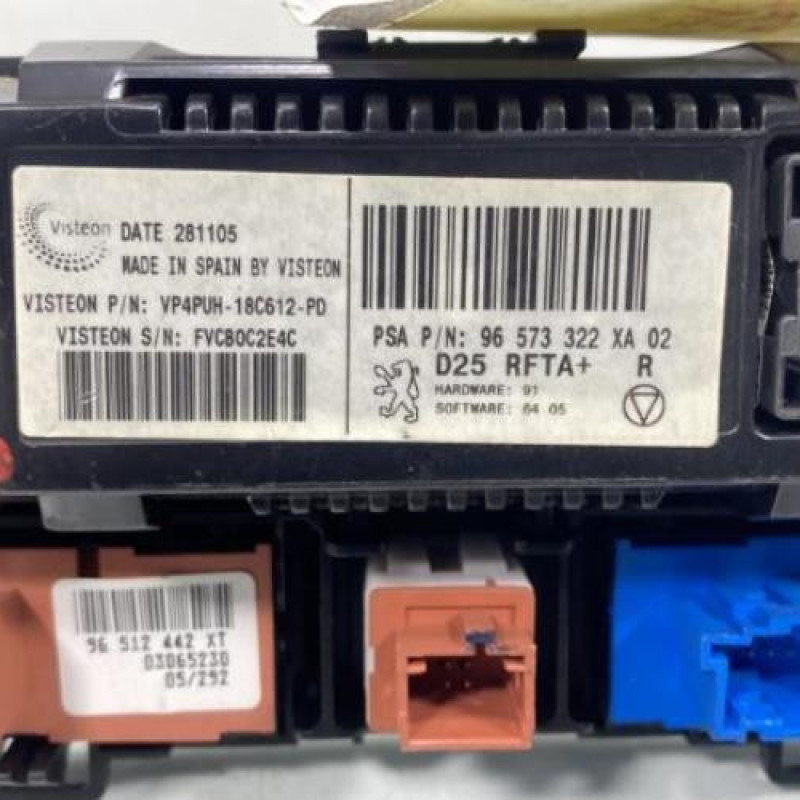 Visteon
DATE 281105
MADE IN SPAIN BY VISTEON
VISTEON P/N: VP4PUH-18C612-PD
VISTEON S/N: FVC80C2E4C
PSA P/N: 96 573 322 XA 02
D25 RFTA+ R
HARDWARE: 91
SOFTWARE: 64 05
96 512 442 XT
03065230
05/292